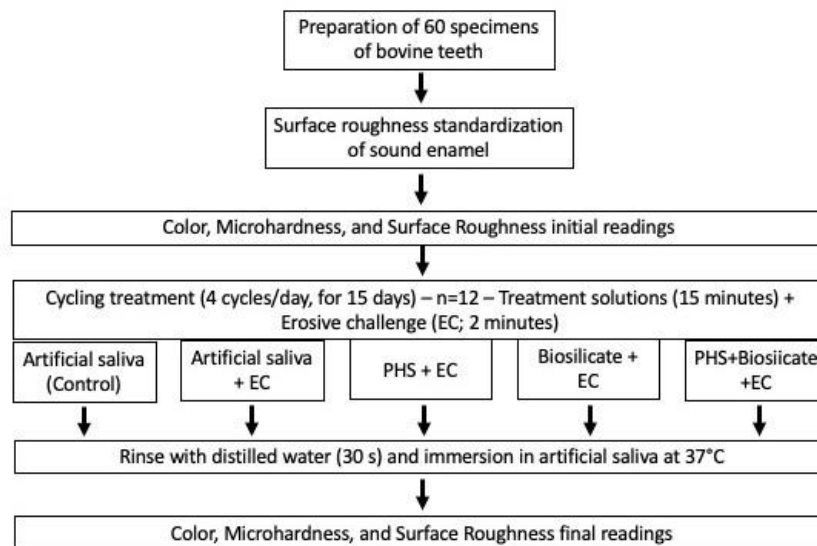 Preparation of 60 specimens
of bovine teeth
Surface roughness standardization
of sound enamel
Color, Microhardness, and Surface Roughness initial readings
Cycling treatment (4 cycles/day, for 15 days) – n=12 – Treatment solutions (15 minutes) +
Erosive challenge (EC; 2 minutes)
Artificial saliva
(Control)
Artificial saliva
+ EC
PHS + EC
Biosilicate +
EC
PHS+Biosiicate
+EC
Rinse with distilled water (30 s) and immersion in artificial saliva at 37°C
Color, Microhardness, and Surface Roughness final readings